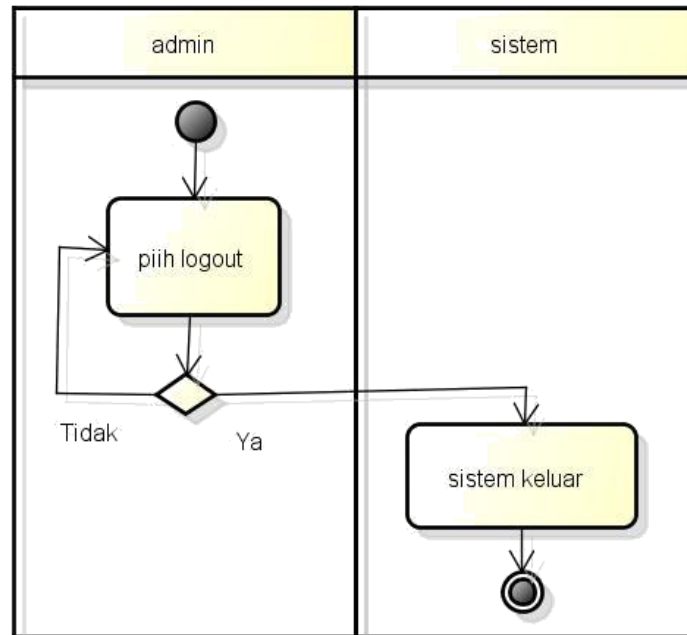 admin
sistem
piih logout
Tidak
Ya
sistem keluar